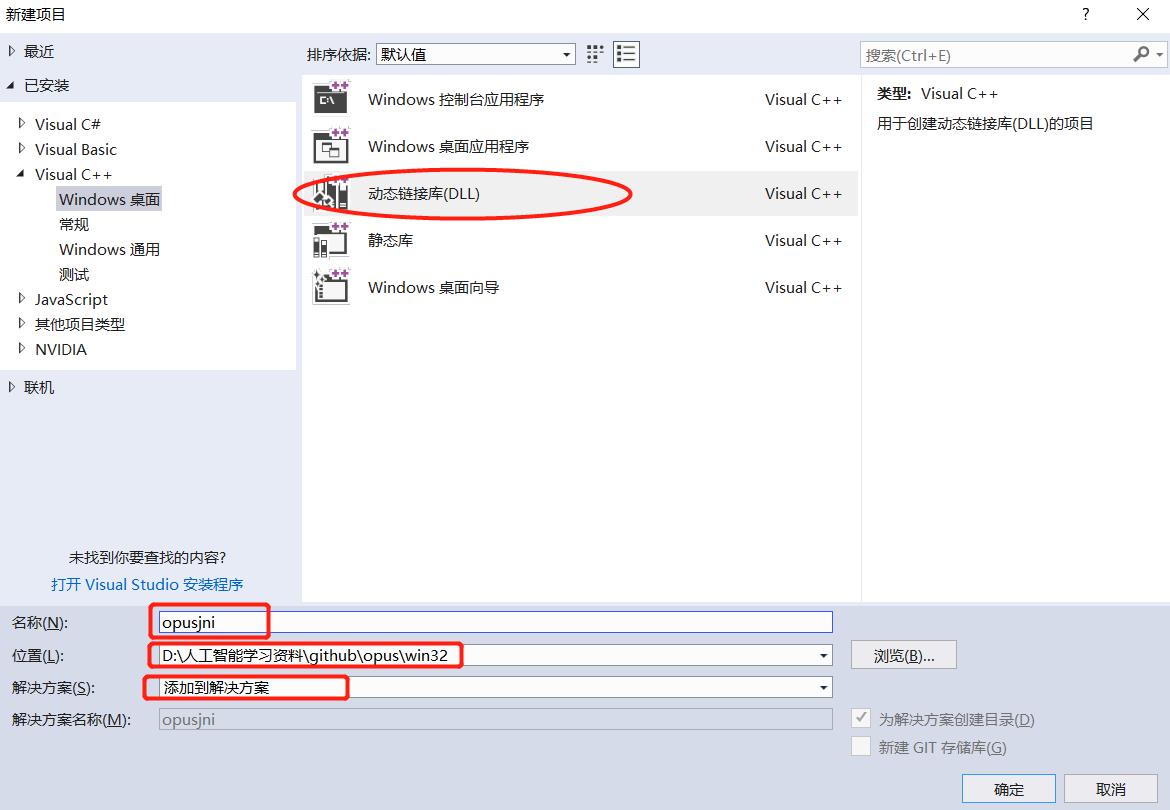 新建项目
?
最近
已安装
Visual C#
Visual Basic
Visual C++
Windows 桌面
常规
Windows 通用
测试
JavaScript
其他项目类型
NVIDIA
联机
未找到你要查找的内容?
打开 Visual Studio 安装程序
排序依据: 默认值
Windows 控制台应用程序 Visual C++
Windows 桌面应用程序 Visual C++
动态链接库(DLL) Visual C++
静态库 Visual C++
Windows 桌面向导 Visual C++
搜索(Ctrl+E)
类型: Visual C++
用于创建动态链接库(DLL)的项目
名称(N): opusjni
位置(L): D:\人工智能学习资料\github\opus\win32 浏览(B)...
解决方案(S): 添加到解决方案
解决方案名称(M): opusjni
为解决方案创建目录(D)
新建 GIT 存储库(G)
确定 取消